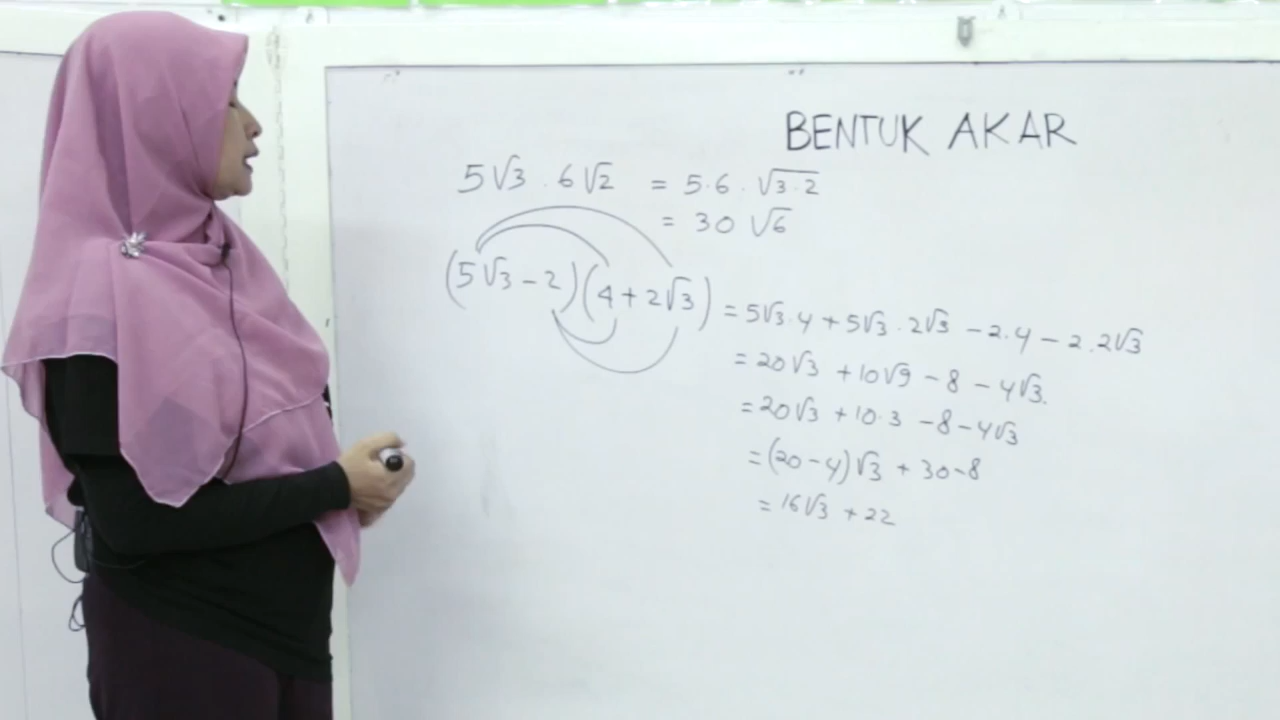 BENTUK AKAR
5√3 . 6√2 = 5·6 . √3·2
= 30 √6
(5√3 - 2)(4 + 2√3) = 5√3·4 + 5√3 · 2√3 - 2·4 - 2·2√3
= 20√3 + 10√9 - 8 - 4√3.
= 20√3 + 10·3 - 8 - 4√3
= (20-4)√3 + 30-8
= 16√3 + 22